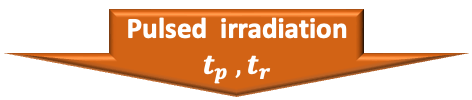 Pulsed irradiation
tₚ , tᵣ